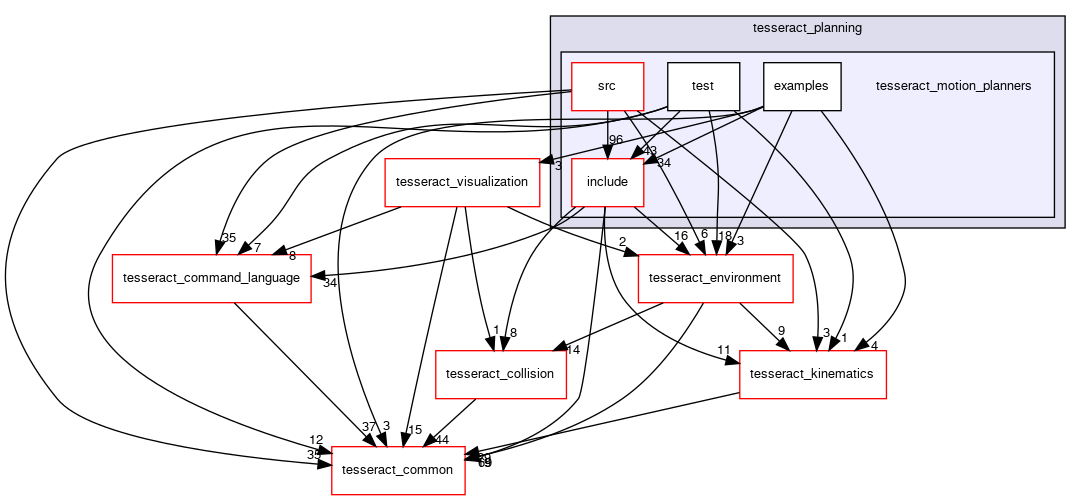 tesseract_planning
src
test
examples
tesseract_motion_planners
96
43
34
3
tesseract_visualization
include
35
7
8
2
16
6
18
3
34
tesseract_command_language
tesseract_environment
1
8
14
9
3
1
4
11
tesseract_collision
tesseract_kinematics
37
3
15
44
12
35
tesseract_common